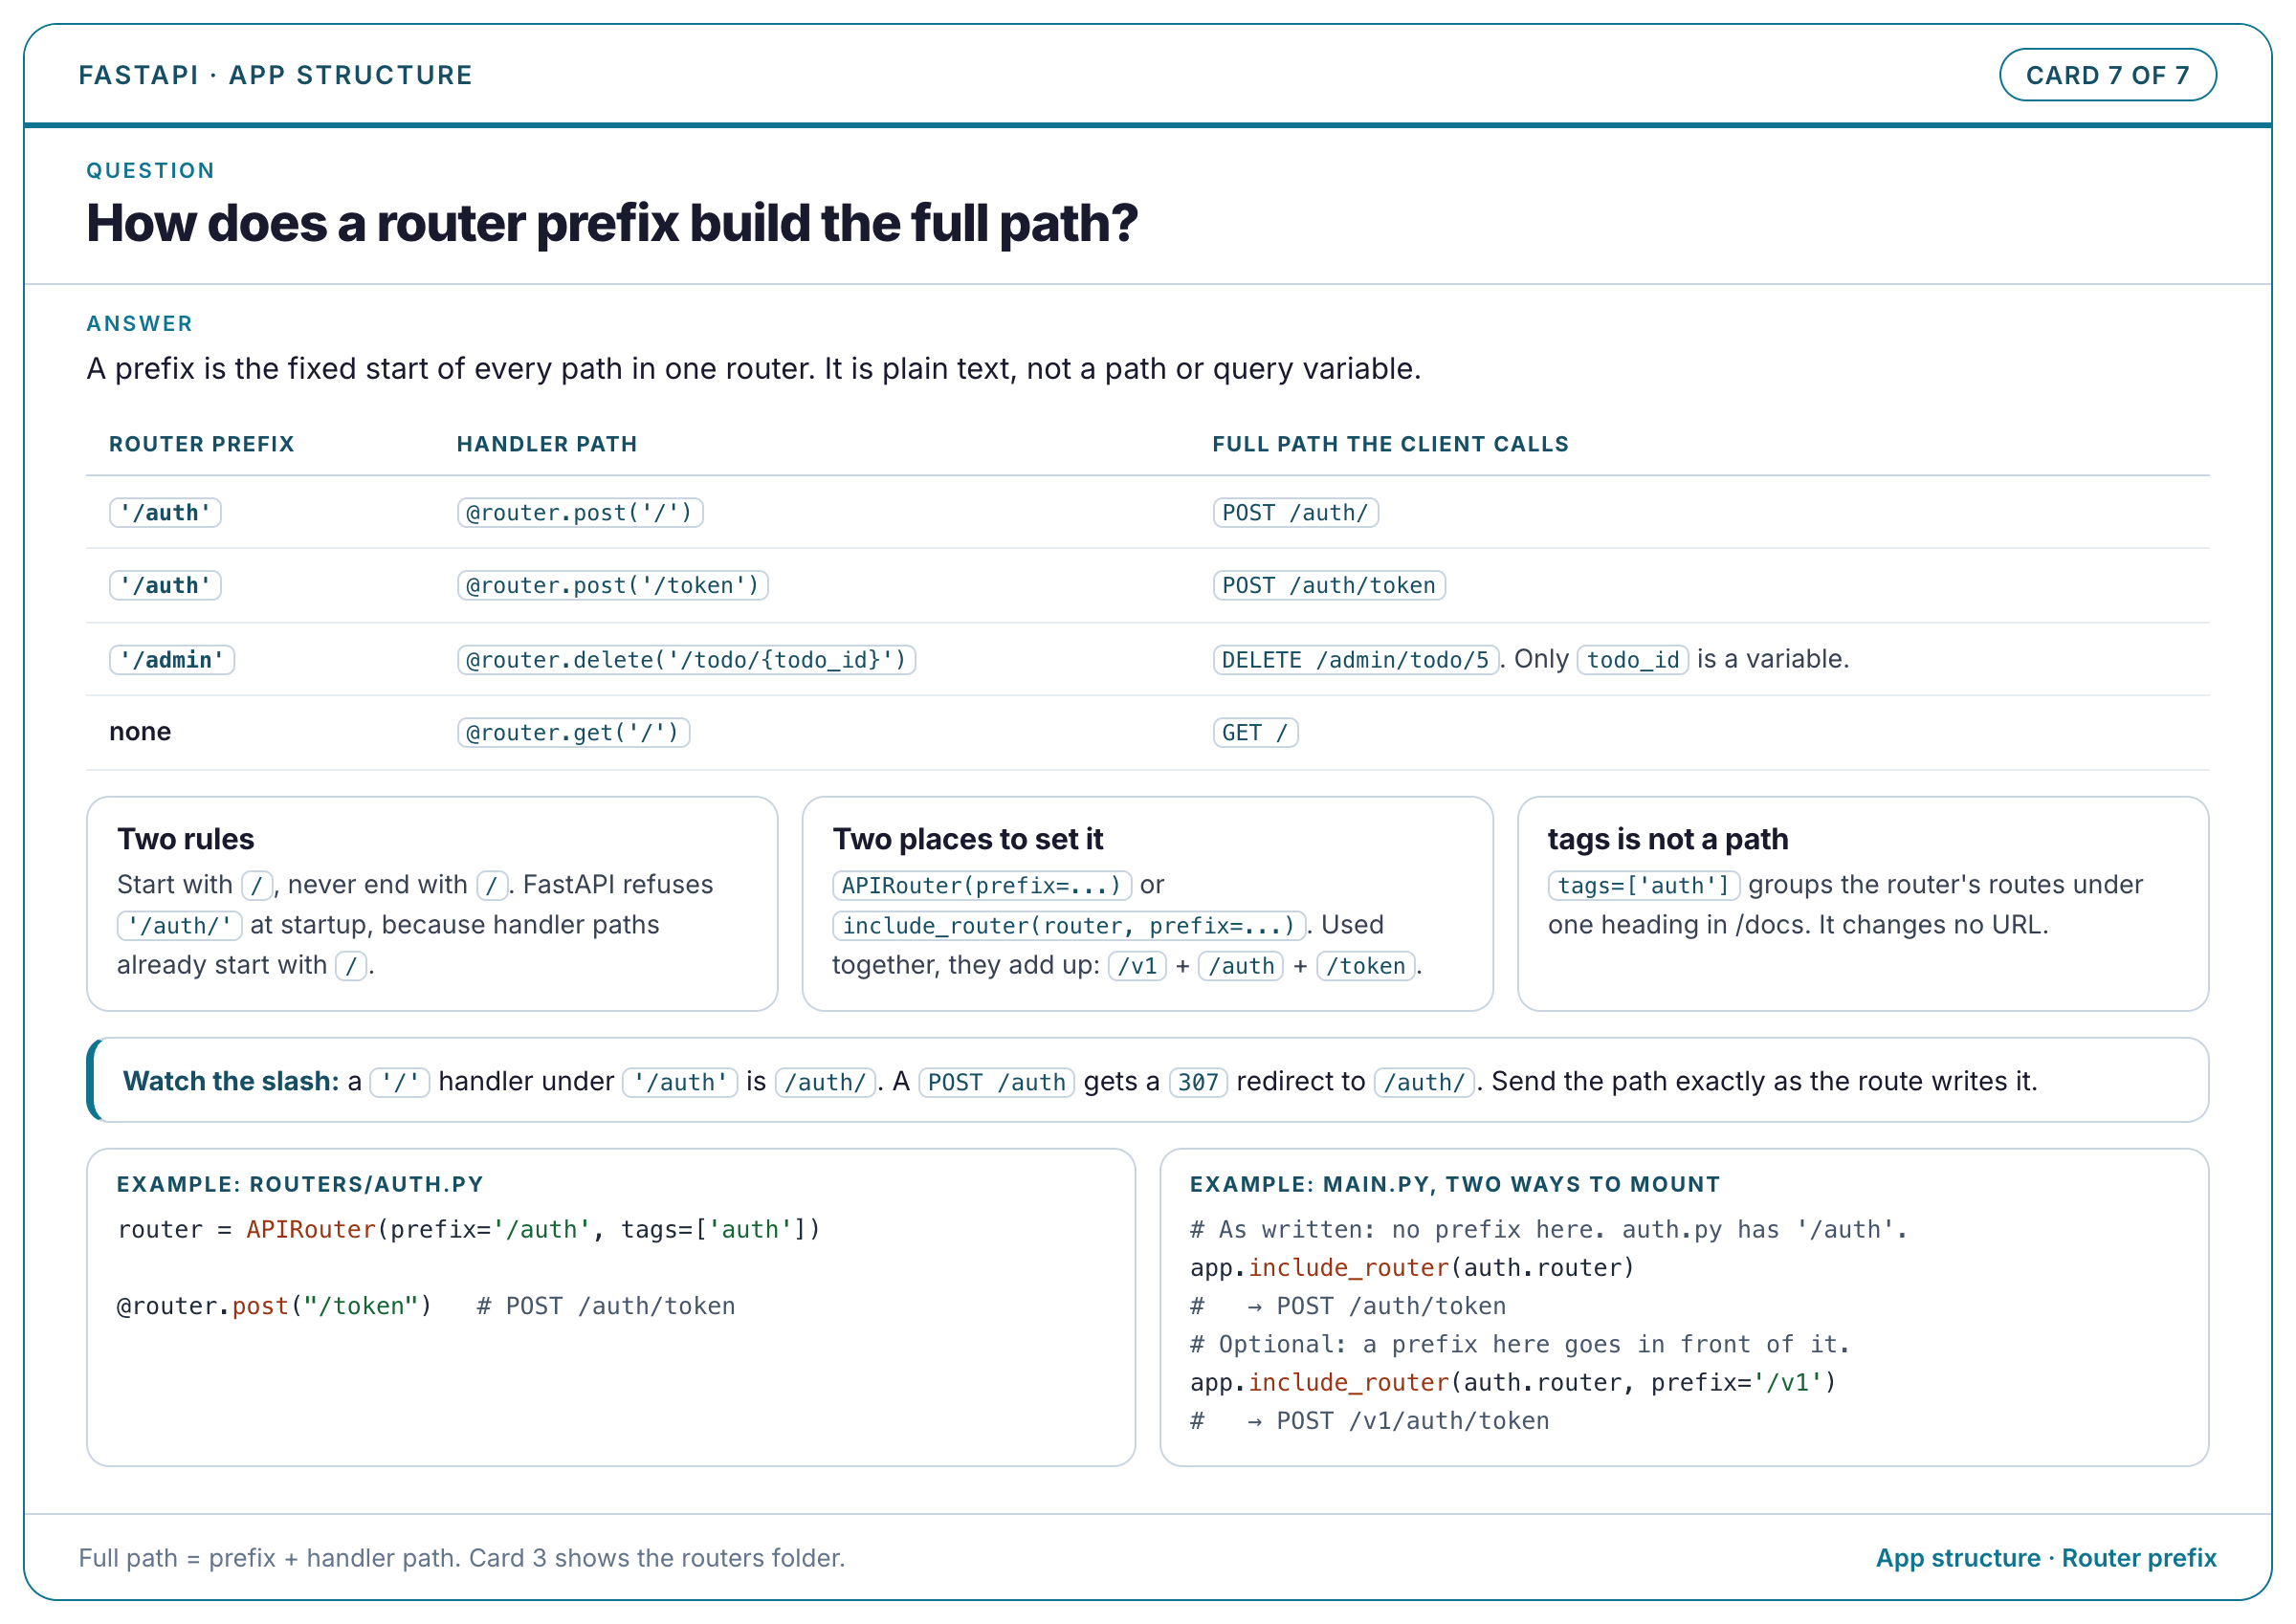 FASTAPI · APP STRUCTURE
CARD 7 OF 7
QUESTION
How does a router prefix build the full path?
ANSWER
A prefix is the fixed start of every path in one router. It is plain text, not a path or query variable.
ROUTER PREFIX HANDLER PATH FULL PATH THE CLIENT CALLS
'/auth' @router.post('/') POST /auth/
'/auth' @router.post('/token') POST /auth/token
'/admin' @router.delete('/todo/{todo_id}') DELETE /admin/todo/5. Only todo_id is a variable.
none @router.get('/') GET /
Two rules
Start with /, never end with /. FastAPI refuses
'/auth/' at startup, because handler paths
already start with /.
Two places to set it
APIRouter(prefix=...) or
include_router(router, prefix=...). Used
together, they add up: /v1 + /auth + /token.
tags is not a path
tags=['auth'] groups the router's routes under
one heading in /docs. It changes no URL.
Watch the slash: a '/' handler under '/auth' is /auth/. A POST /auth gets a 307 redirect to /auth/. Send the path exactly as the route writes it.
EXAMPLE: ROUTERS/AUTH.PY
router = APIRouter(prefix='/auth', tags=['auth'])
@router.post("/token")   # POST /auth/token
EXAMPLE: MAIN.PY, TWO WAYS TO MOUNT
# As written: no prefix here. auth.py has '/auth'.
app.include_router(auth.router)
#   → POST /auth/token
# Optional: a prefix here goes in front of it.
app.include_router(auth.router, prefix='/v1')
#   → POST /v1/auth/token
Full path = prefix + handler path. Card 3 shows the routers folder.
App structure · Router prefix